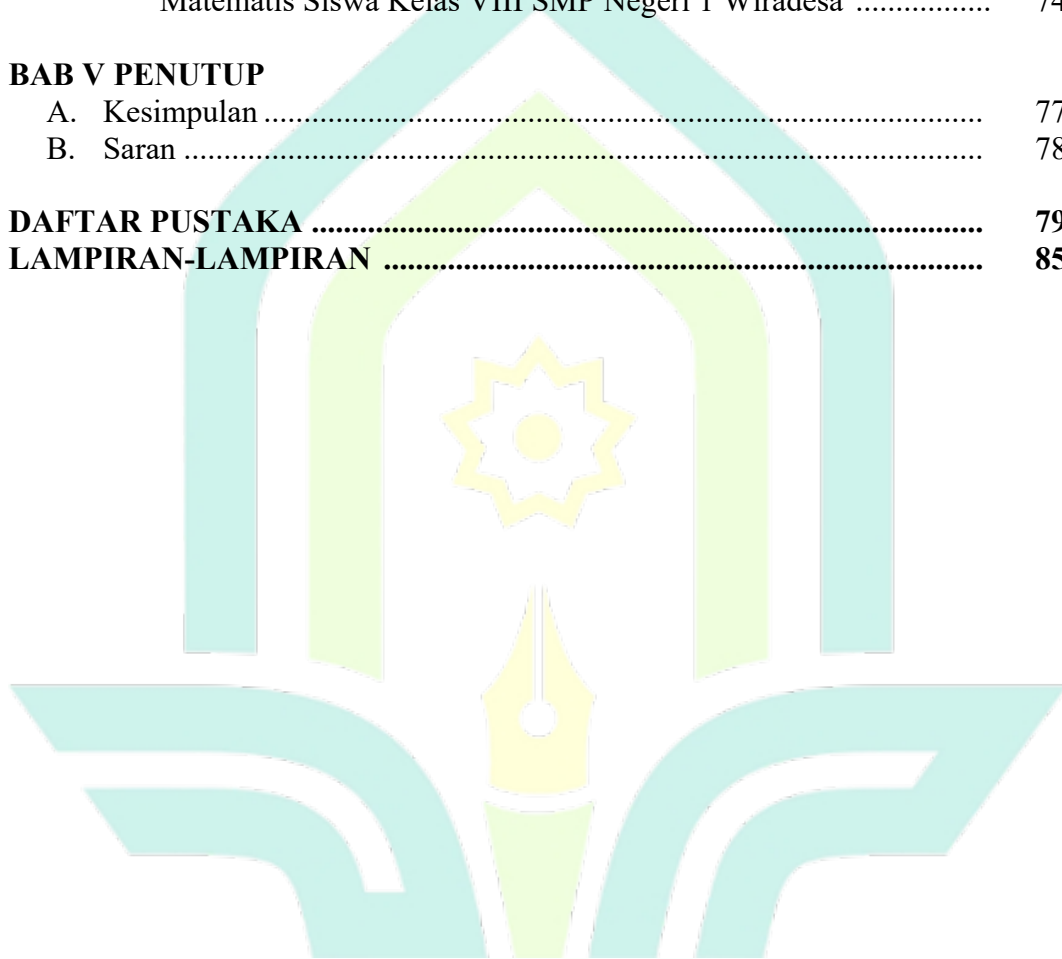 Matematis Siswa Kelas VIII SMP Negeri 1 Wiradesa ................. 74
BAB V PENUTUP
A. Kesimpulan .......................................................................................... 77
B. Saran .................................................................................................... 78
DAFTAR PUSTAKA .................................................................................. 79
LAMPIRAN-LAMPIRAN ......................................................................... 85